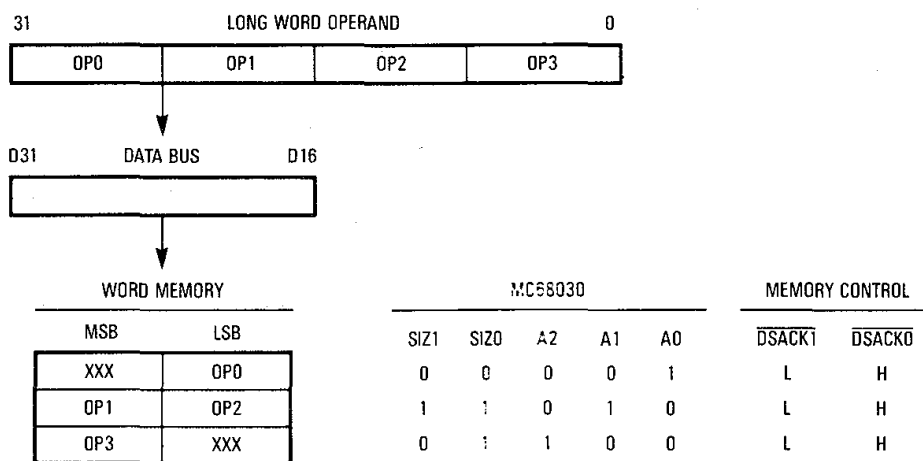 31 LONG WORD OPERAND 0
OP0 OP1 OP2 OP3
D31 DATA BUS D16
WORD MEMORY MC68030 MEMORY CONTROL
MSB LSB SIZ1 SIZ0 A2 A1 A0 DSACK1 DSACK0
XXX OP0 0 0 0 0 1 L H
OP1 OP2 1 1 0 1 0 L H
OP3 XXX 0 1 1 0 0 L H